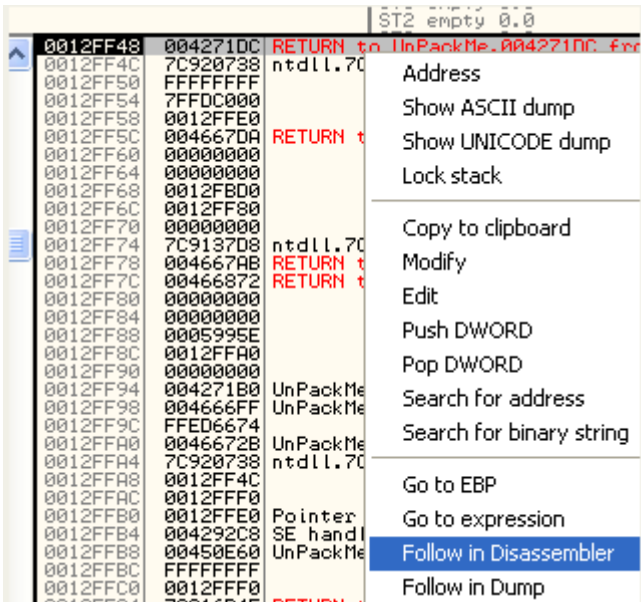 ST2 empty 0.0
0012FF48 004271DC RETURN to UnPackMe.004271DC fro
0012FF4C 7C920738 ntdll.7C
0012FF50 FFFFFFFF
0012FF54 7FFDC000
0012FF58 0012FFE0
0012FF5C 004667DA RETURN t
0012FF60 00000000
0012FF64 00000000
0012FF68 0012FBD0
0012FF6C 0012FF80
0012FF70 00000000
0012FF74 7C9137D8 ntdll.7C
0012FF78 004667AB RETURN t
0012FF7C 00466872 RETURN t
0012FF80 00000000
0012FF84 00000000
0012FF88 0005995E
0012FF8C 0012FFA0
0012FF90 00000000
0012FF94 004271B0 UnPackMe
0012FF98 004666FF UnPackMe
0012FF9C FFED6674
0012FFA0 0046672B UnPackMe
0012FFA4 7C920738 ntdll.7C
0012FFA8 0012FF4C
0012FFAC 0012FFF0
0012FFB0 0012FFE0 Pointer
0012FFB4 004292C8 SE handl
0012FFB8 00450E60 UnPackMe
0012FFBC FFFFFFFF
0012FFC0 0012FFF0
Address
Show ASCII dump
Show UNICODE dump
Lock stack
Copy to clipboard
Modify
Edit
Push DWORD
Pop DWORD
Search for address
Search for binary string
Go to EBP
Go to expression
Follow in Disassembler
Follow in Dump